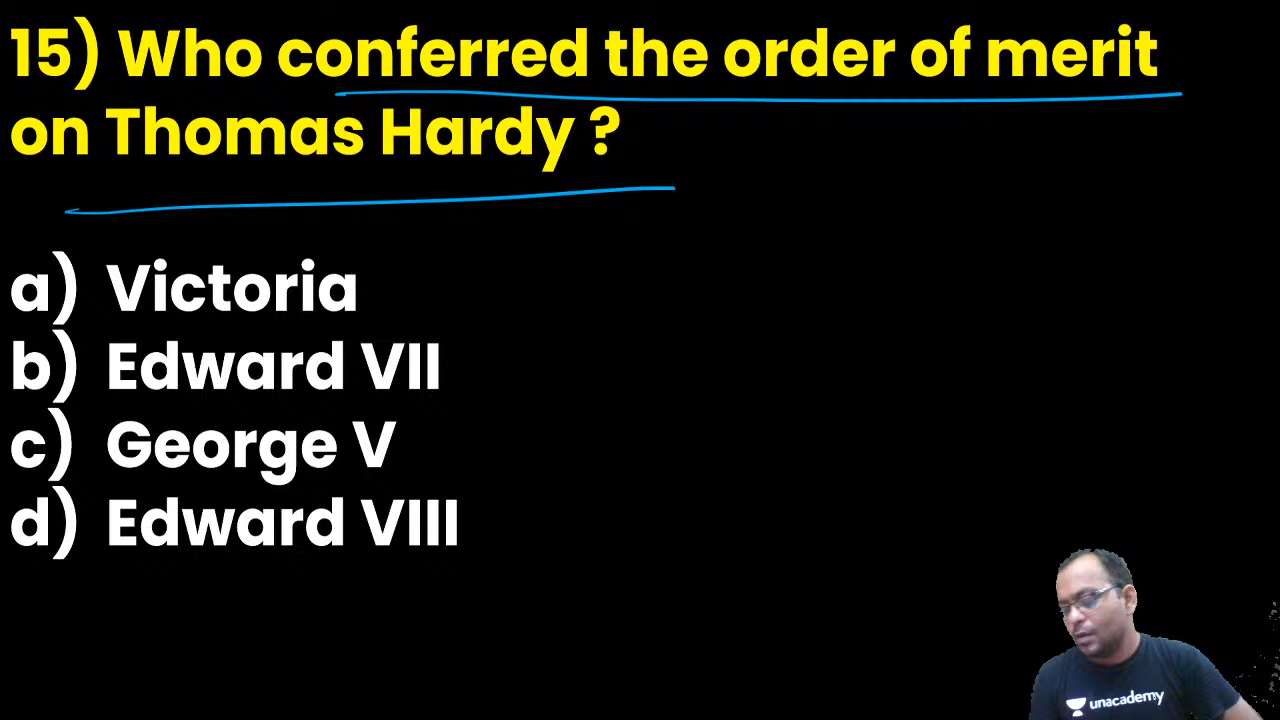 15) Who conferred the order of merit
on Thomas Hardy ?
a) Victoria
b) Edward VII
c) George V
d) Edward VIII
unacademy